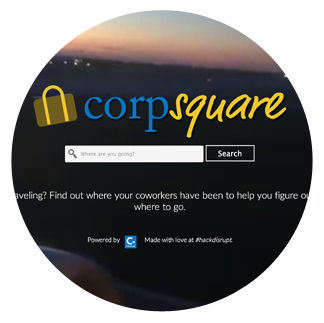 corpsquare
Where are you going?
Search
aveling? Find out where your coworkers have been to help you figure
where to go.
Powered by
Made with love at #hackdisrupt.